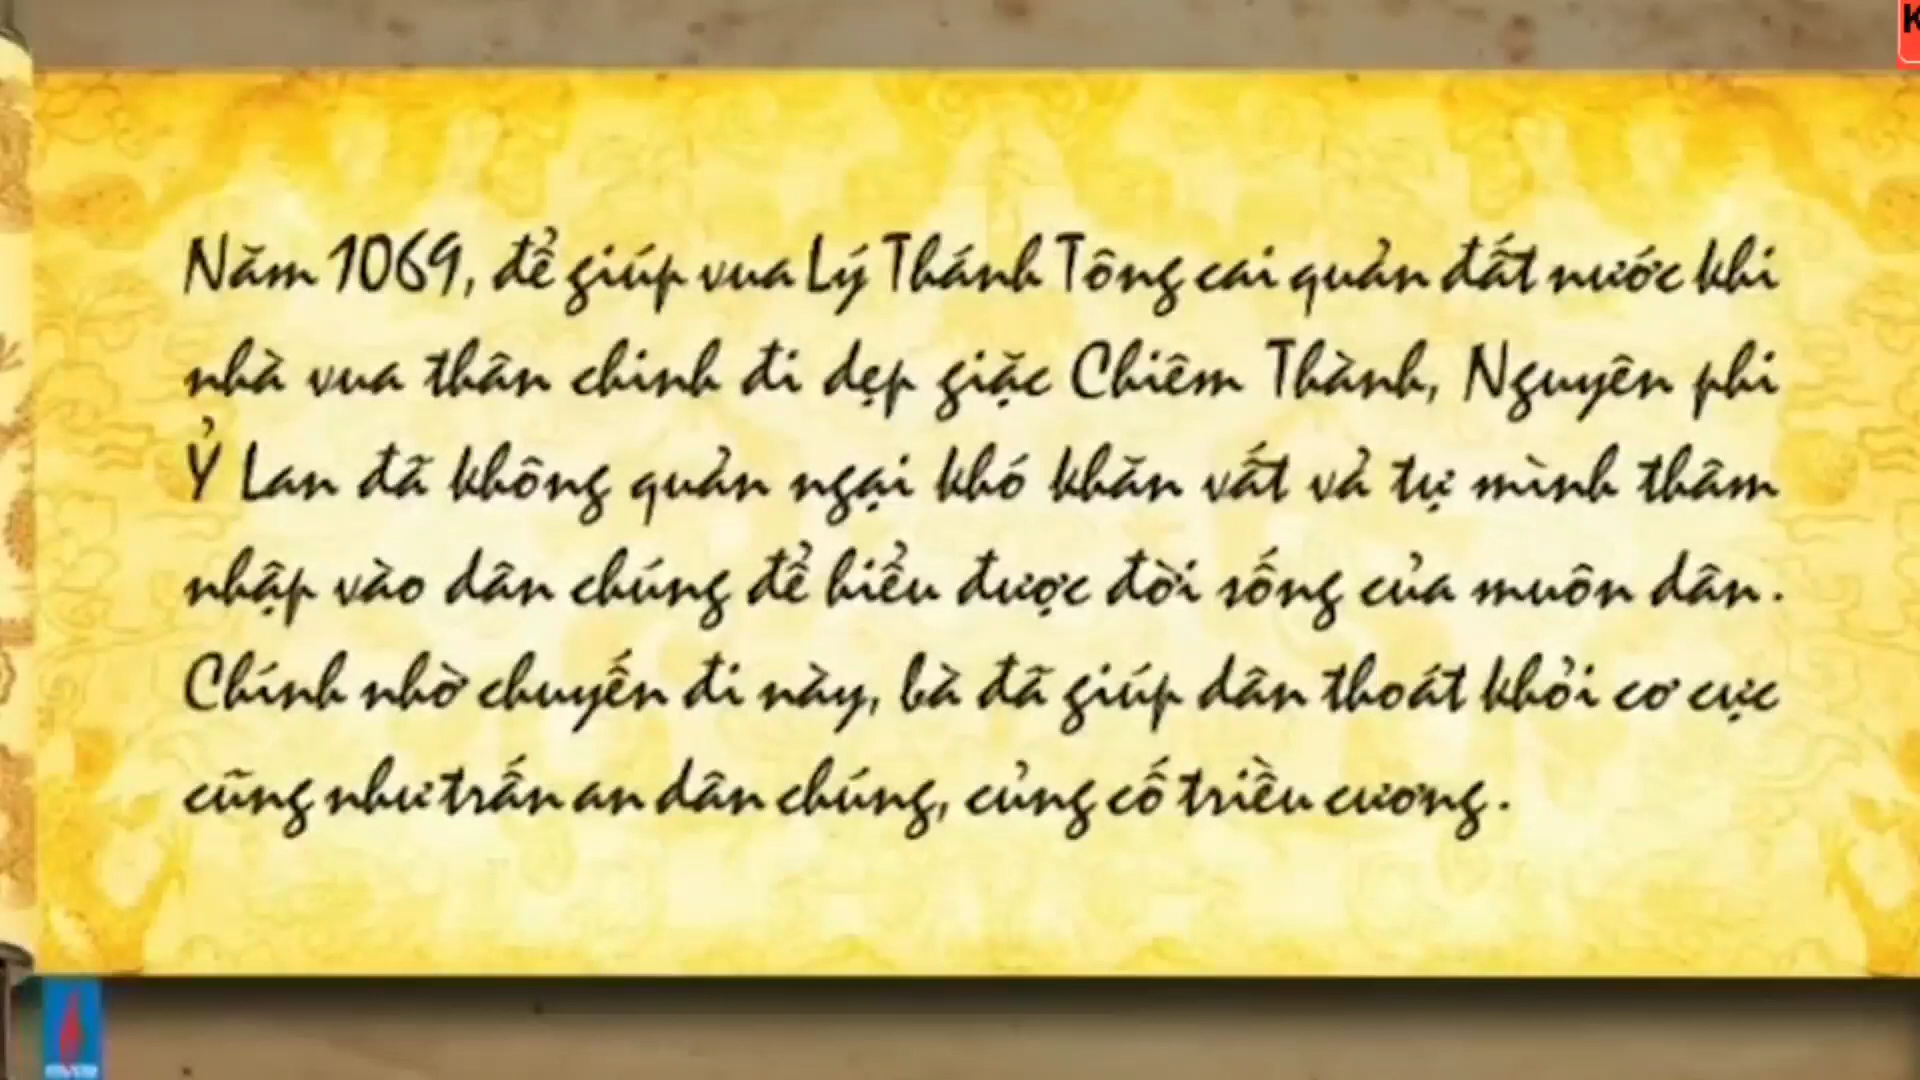 K
Năm 1069, để giúp vua Lý Thánh Tông cai quản đất nước khi
nhà vua thân chinh đi dẹp giặc Chiêm Thành, Nguyên phi
Ỷ Lan đã không quản ngại khó khăn vất vả tự mình thâm
nhập vào dân chúng để hiểu được đời sống của muôn dân.
Chính nhờ chuyến đi này, bà đã giúp dân thoát khỏi cơ cực
cũng như trấn an dân chúng, củng cố triều cương.